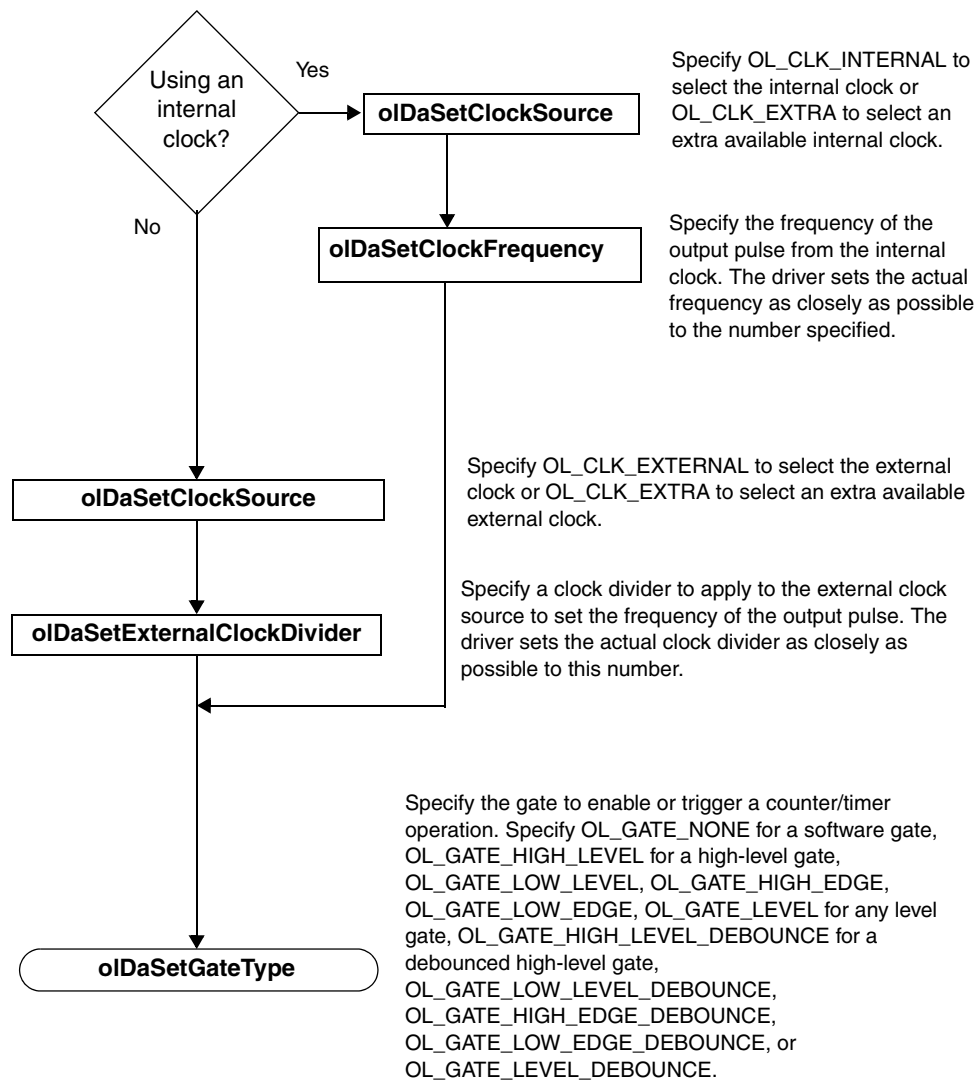 Using an
internal
clock?
Yes
No
olDaSetClockSource
Specify OL_CLK_INTERNAL to
select the internal clock or
OL_CLK_EXTRA to select an
extra available internal clock.
olDaSetClockFrequency
Specify the frequency of the
output pulse from the internal
clock. The driver sets the actual
frequency as closely as possible
to the number specified.
olDaSetClockSource
Specify OL_CLK_EXTERNAL to select the external
clock or OL_CLK_EXTRA to select an extra available
external clock.
olDaSetExternalClockDivider
Specify a clock divider to apply to the external clock
source to set the frequency of the output pulse. The
driver sets the actual clock divider as closely as
possible to this number.
olDaSetGateType
Specify the gate to enable or trigger a counter/timer
operation. Specify OL_GATE_NONE for a software gate,
OL_GATE_HIGH_LEVEL for a high-level gate,
OL_GATE_LOW_LEVEL, OL_GATE_HIGH_EDGE,
OL_GATE_LOW_EDGE, OL_GATE_LEVEL for any level
gate, OL_GATE_HIGH_LEVEL_DEBOUNCE for a
debounced high-level gate,
OL_GATE_LOW_LEVEL_DEBOUNCE,
OL_GATE_HIGH_EDGE_DEBOUNCE,
OL_GATE_LOW_EDGE_DEBOUNCE, or
OL_GATE_LEVEL_DEBOUNCE.